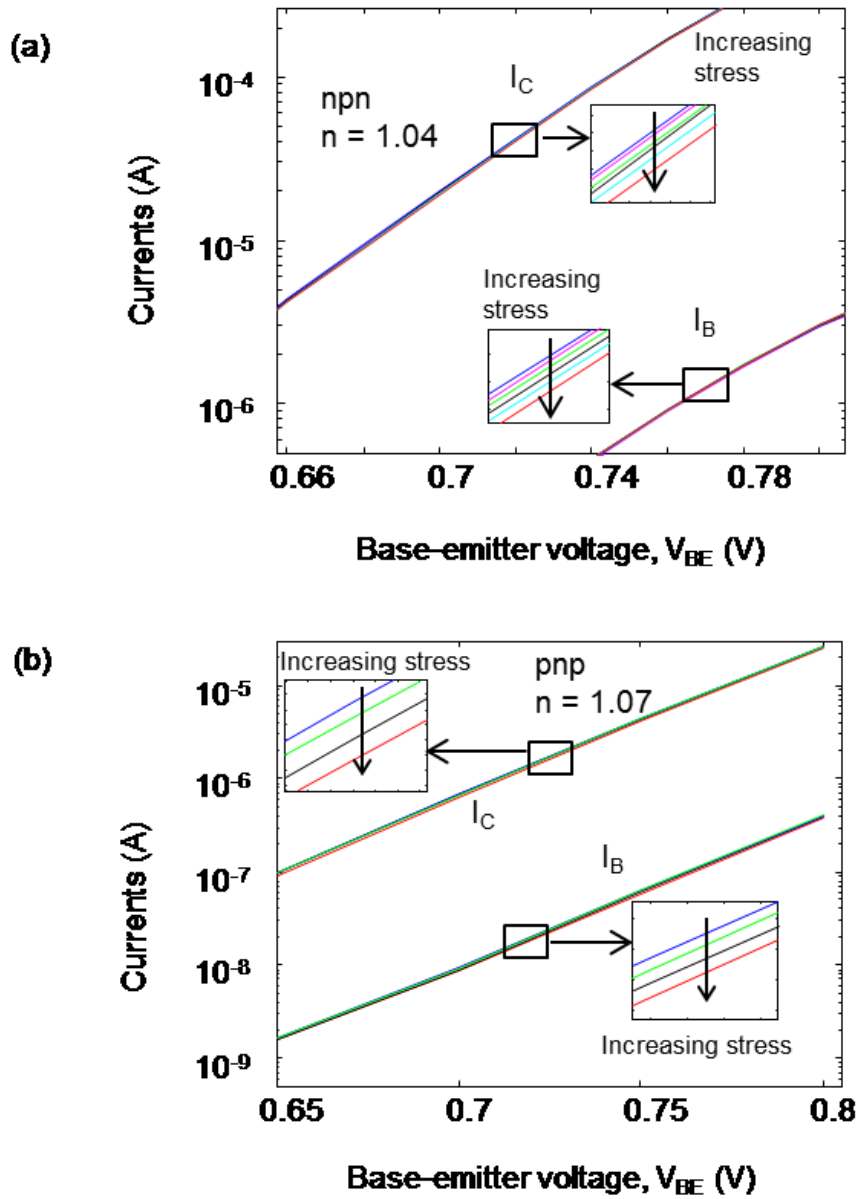 (a)
Currents (A)
10⁻⁴
10⁻⁵
10⁻⁶
npn
n = 1.04
I_C
Increasing
stress
Increasing
stress
I_B
0.66
0.7
0.74
0.78
Base-emitter voltage, V_BE (V)
(b)
Currents (A)
10⁻⁵
10⁻⁶
10⁻⁷
10⁻⁸
10⁻⁹
Increasing stress
pnp
n = 1.07
I_C
I_B
Increasing stress
0.65
0.7
0.75
0.8
Base-emitter voltage, V_BE (V)